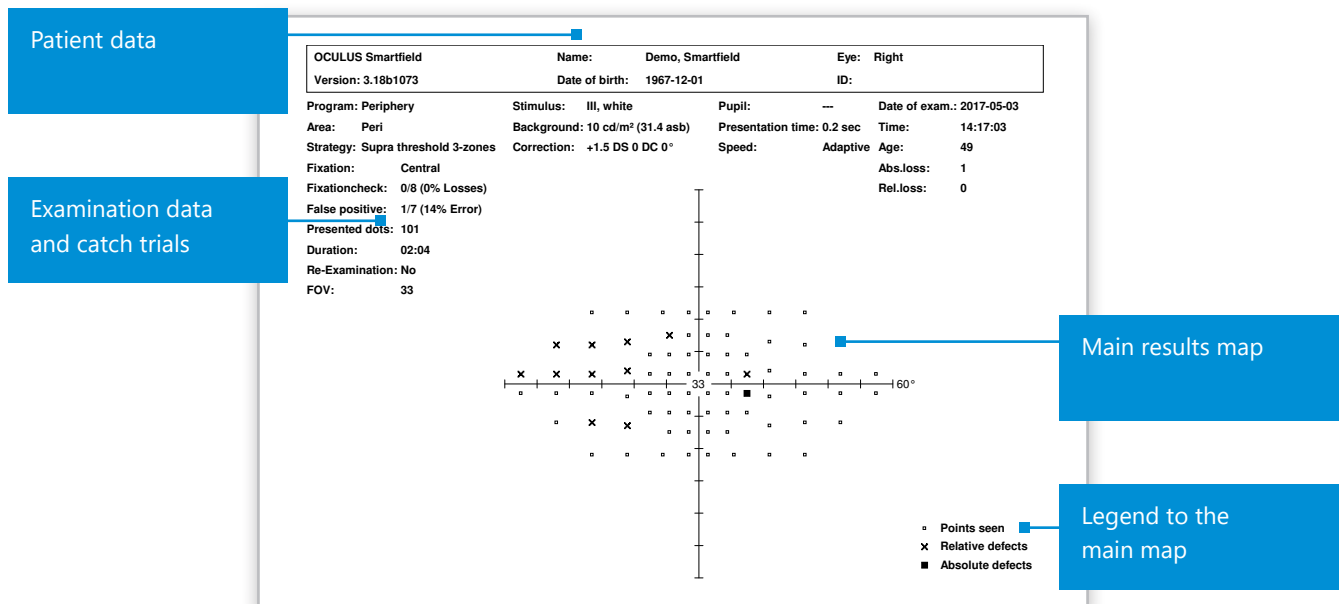 Patient data
OCULUS Smartfield Name: Demo, Smartfield Eye: Right
Version: 3.18b1073 Date of birth: 1967-12-01 ID:
Program: Periphery Stimulus: III, white Pupil: --- Date of exam.: 2017-05-03
Area: Peri Background: 10 cd/m² (31.4 asb) Presentation time: 0.2 sec Time: 14:17:03
Strategy: Supra threshold 3-zones Correction: +1.5 DS 0 DC 0° Speed: Adaptive Age: 49
Fixation: Central Abs.loss: 1
Fixationcheck: 0/8 (0% Losses) Rel.loss: 0
False positive: 1/7 (14% Error)
Presented dots: 101
Duration: 02:04
Re-Examination: No
FOV: 33
Examination data
and catch trials
Main results map
33
60°
Points seen
Relative defects
Absolute defects
Legend to the
main map